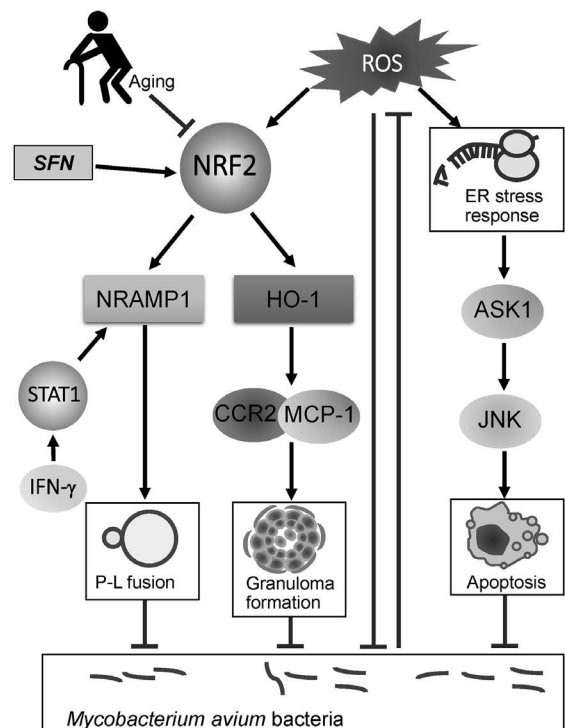 Aging
ROS
SFN
NRF2
ER stress
response
NRAMP1
HO-1
ASK1
STAT1
CCR2 MCP-1
JNK
IFN-γ
P-L fusion
Granuloma
formation
Apoptosis
Mycobacterium avium bacteria